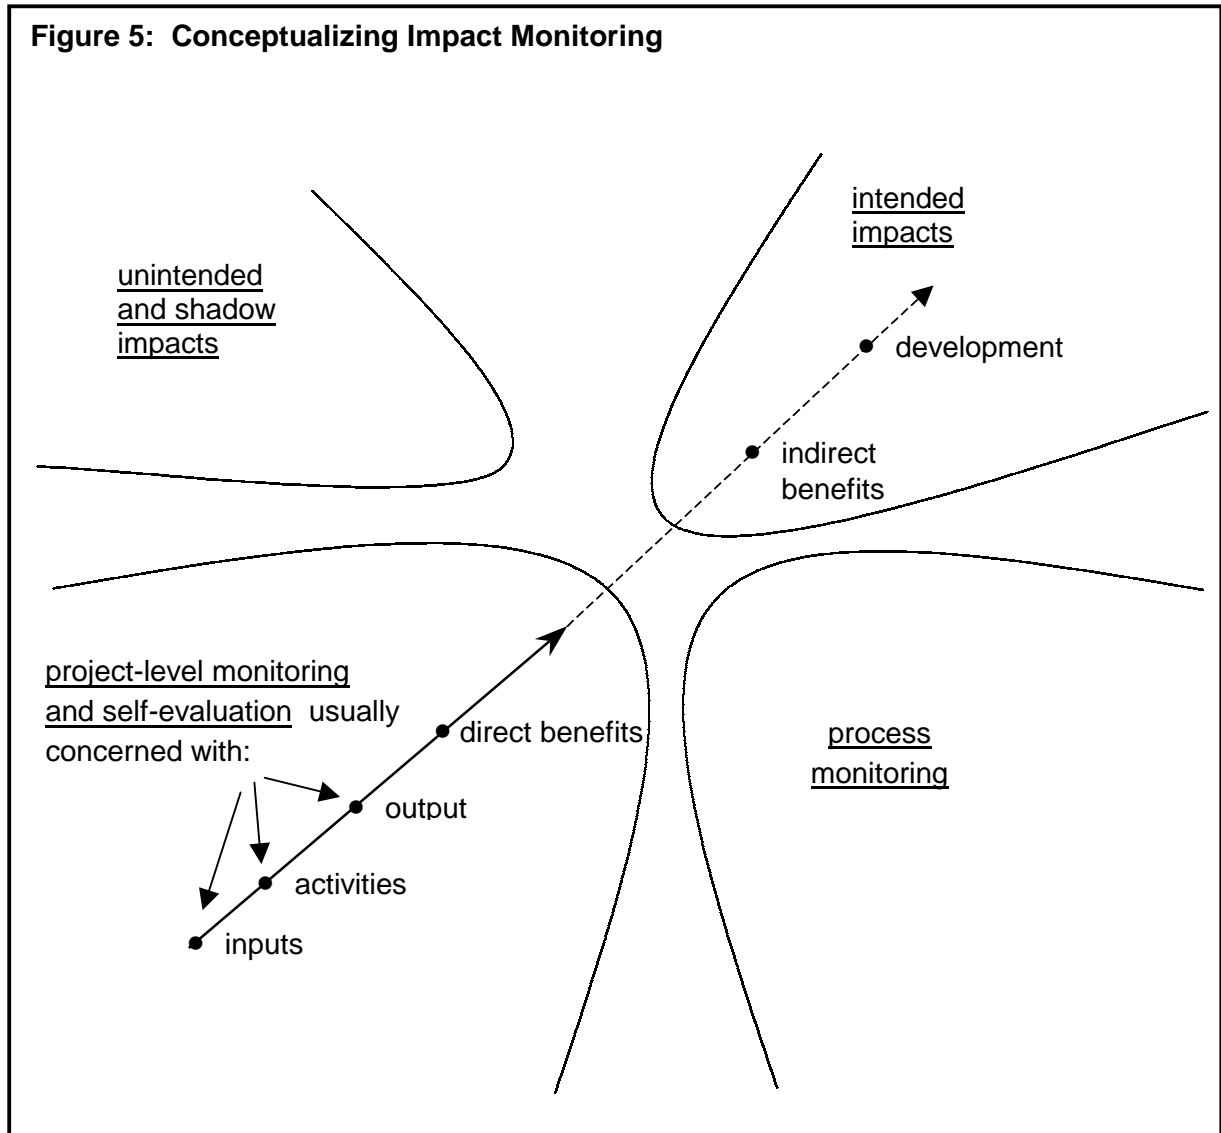 Figure 5:  Conceptualizing Impact Monitoring
intended
impacts
unintended
and shadow
impacts
development
indirect
benefits
project-level monitoring
and self-evaluation  usually
concerned with:
direct benefits
output
activities
inputs
process
monitoring